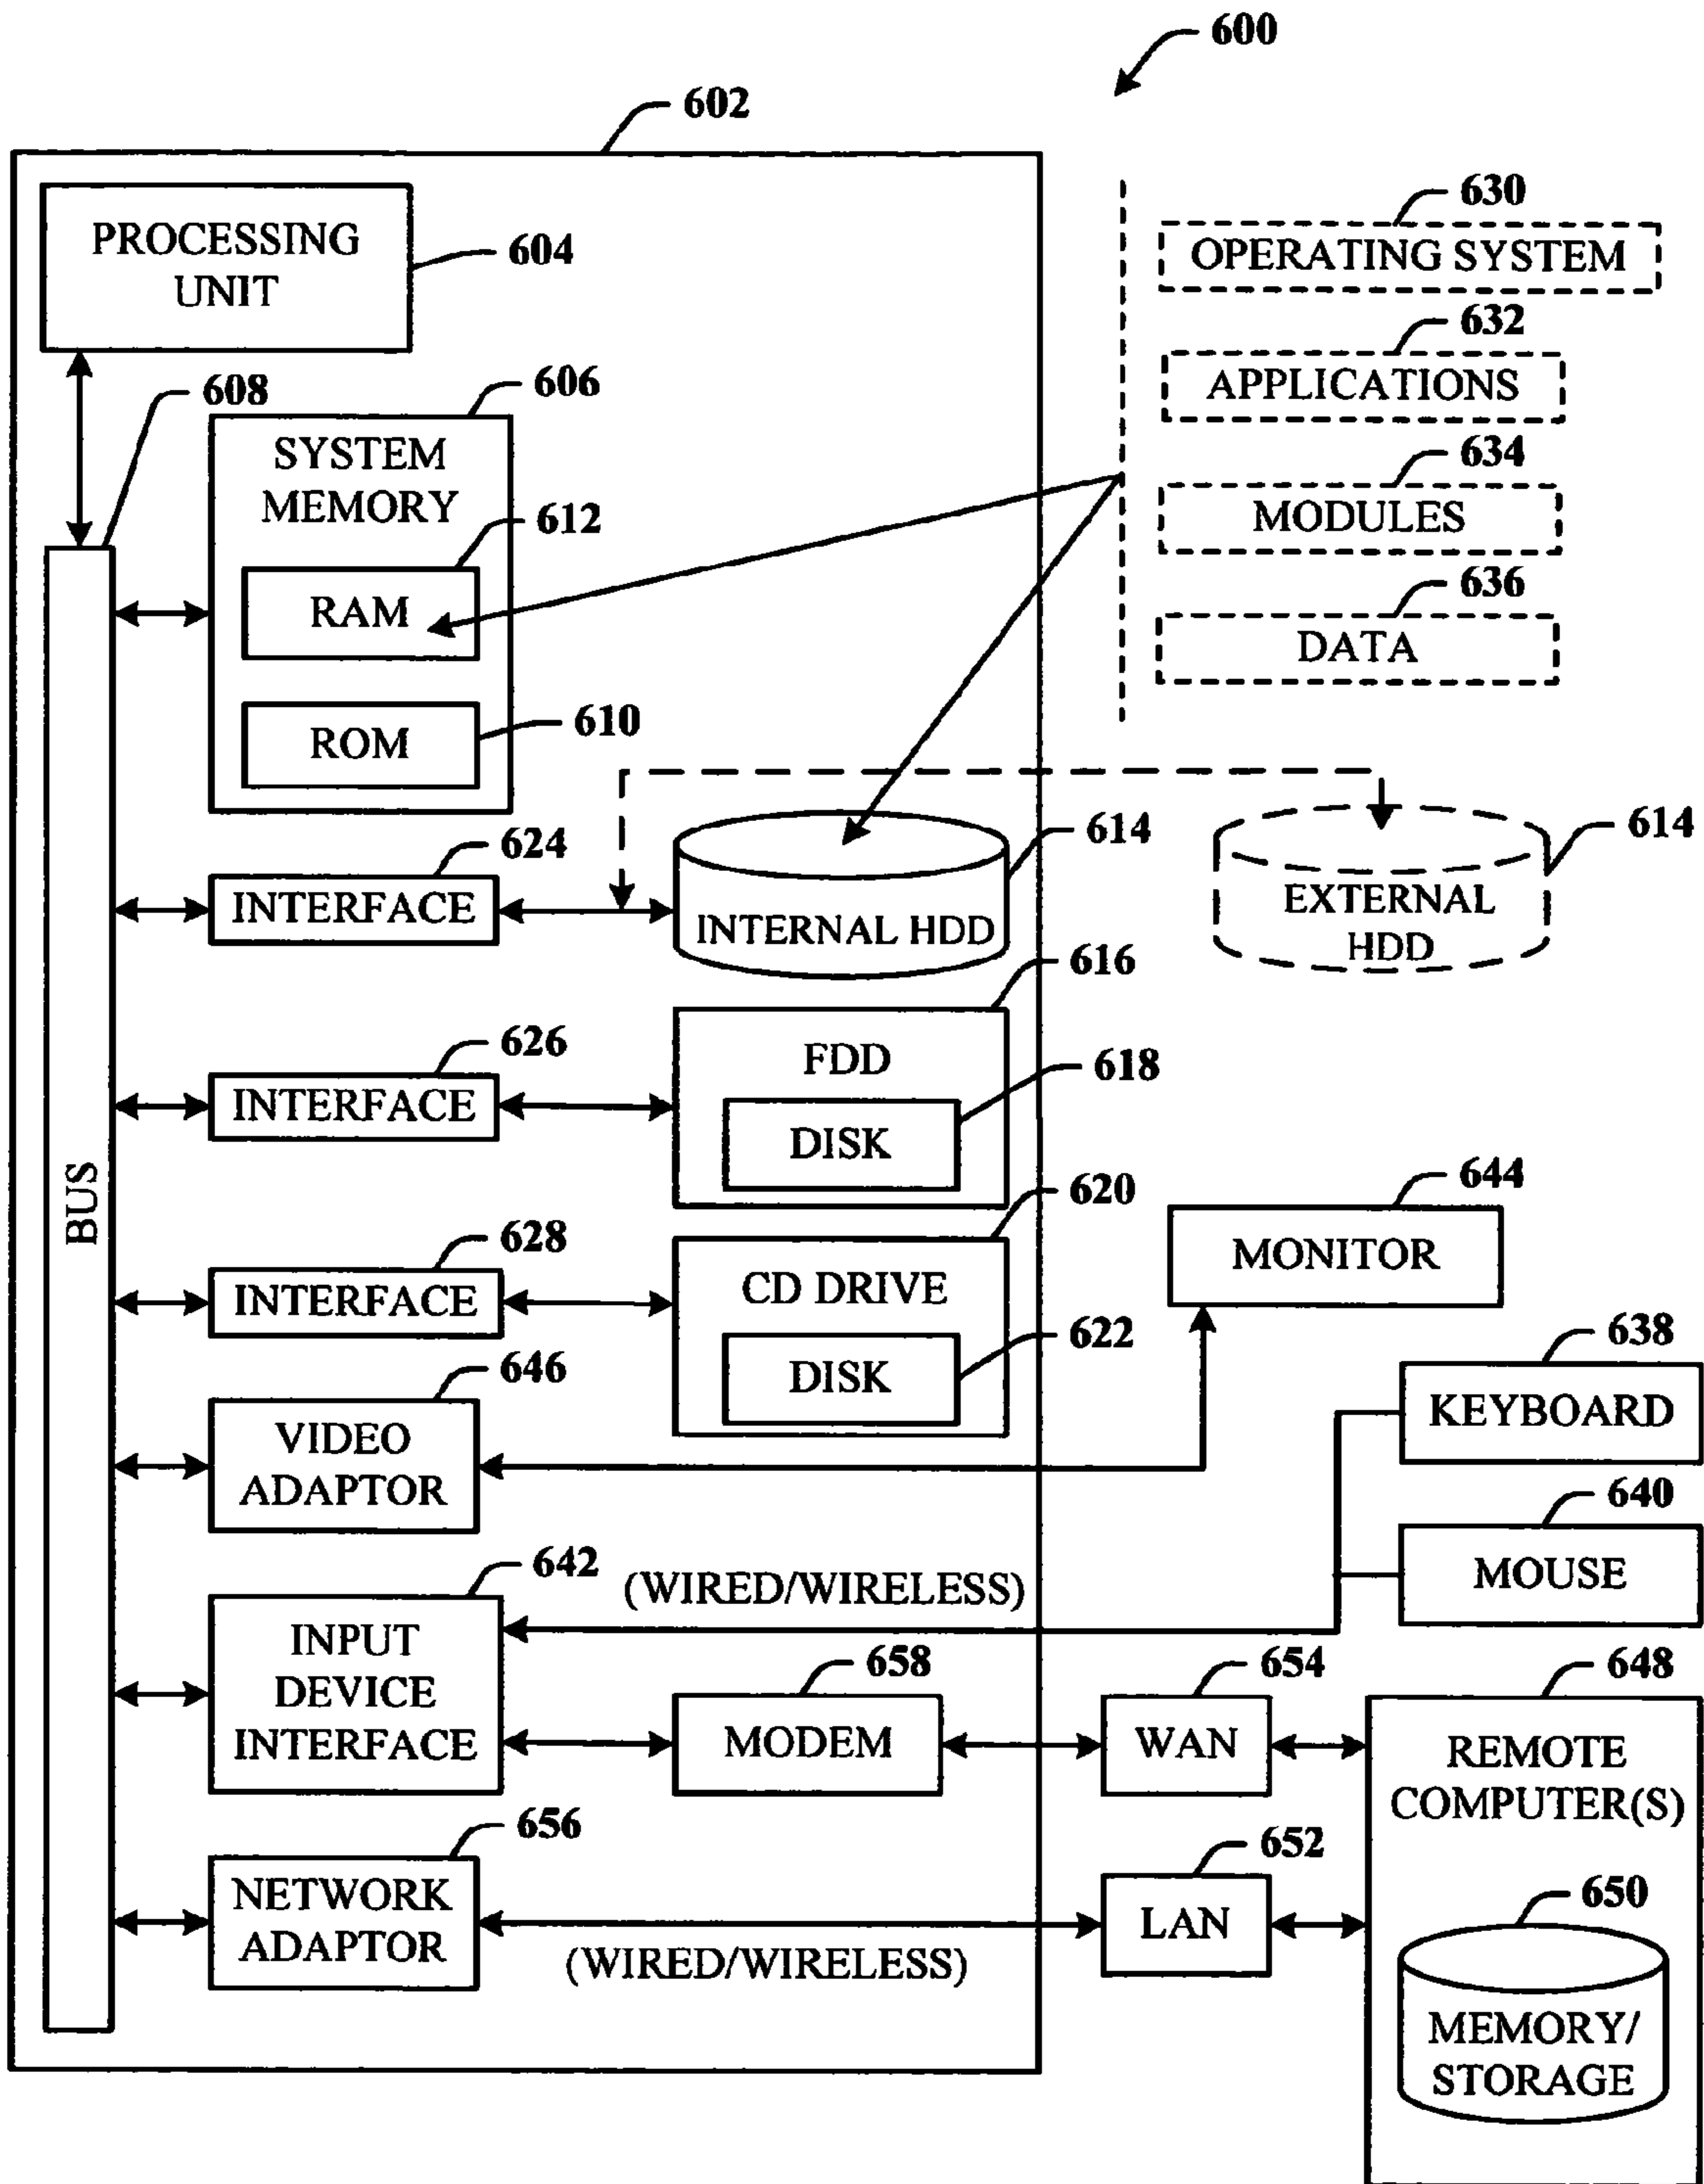 600
602
PROCESSING
UNIT
604
630
OPERATING SYSTEM
632
APPLICATIONS
634
MODULES
636
DATA
608
606
SYSTEM
MEMORY
612
RAM
610
ROM
624
INTERFACE
614
INTERNAL HDD
614
EXTERNAL
HDD
616
626
INTERFACE
FDD
618
DISK
BUS
620
628
INTERFACE
CD DRIVE
622
DISK
644
MONITOR
638
KEYBOARD
646
VIDEO
ADAPTOR
640
MOUSE
642
(WIRED/WIRELESS)
INPUT
DEVICE
INTERFACE
658
MODEM
654
WAN
648
REMOTE
COMPUTER(S)
656
NETWORK
ADAPTOR
(WIRED/WIRELESS)
652
LAN
650
MEMORY/
STORAGE